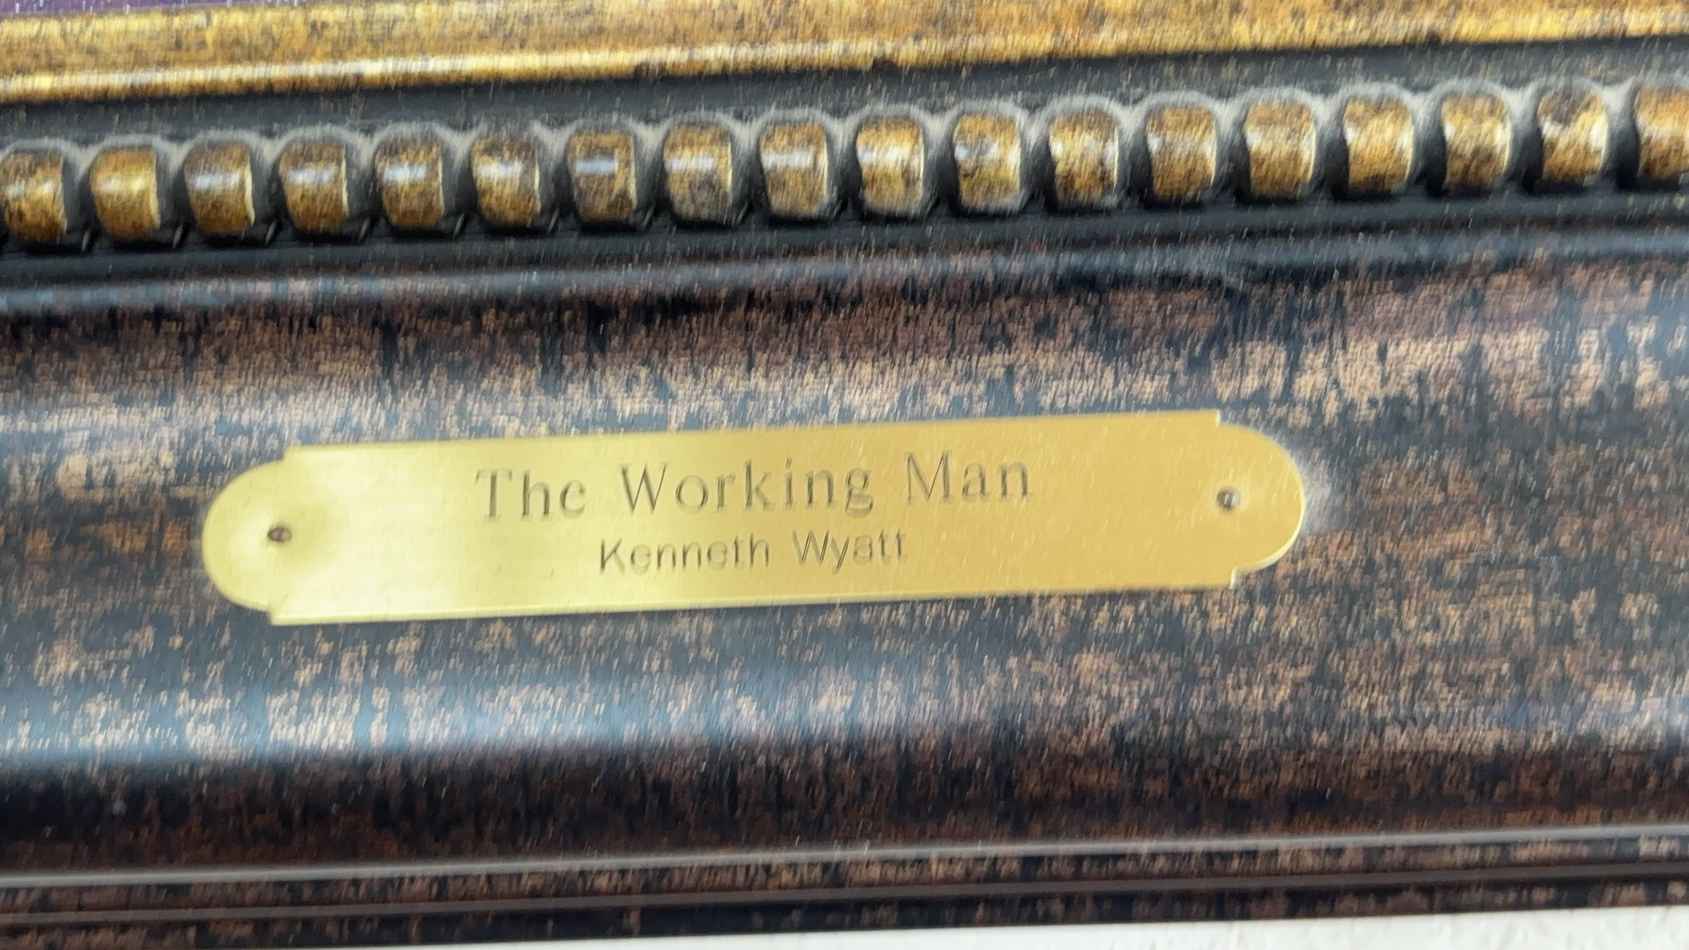 The Working Man
Kenneth Wyatt